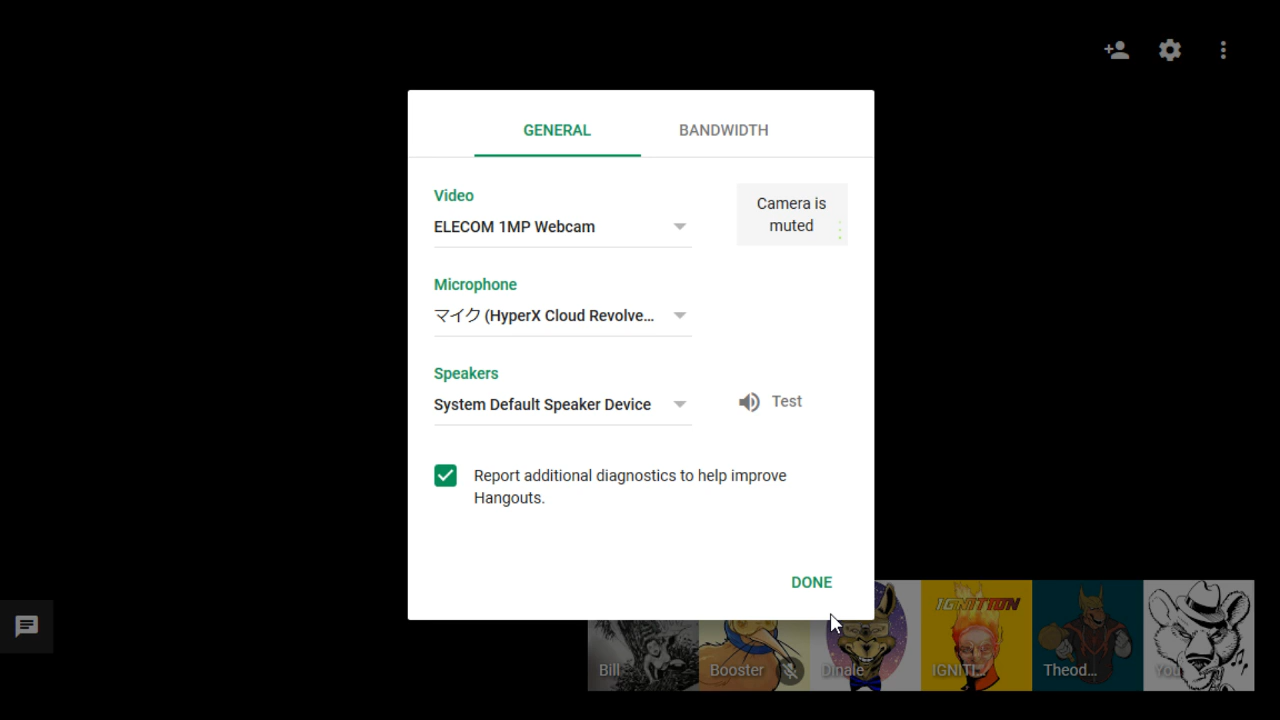 GENERAL
BANDWIDTH
Video
ELECOM 1MP Webcam
Camera is
muted
Microphone
マイク (HyperX Cloud Revolve...
Speakers
System Default Speaker Device
Test
Report additional diagnostics to help improve
Hangouts.
DONE
IGNITION
Bill
Booster
Dinale
IGNITI...
Theod...
You